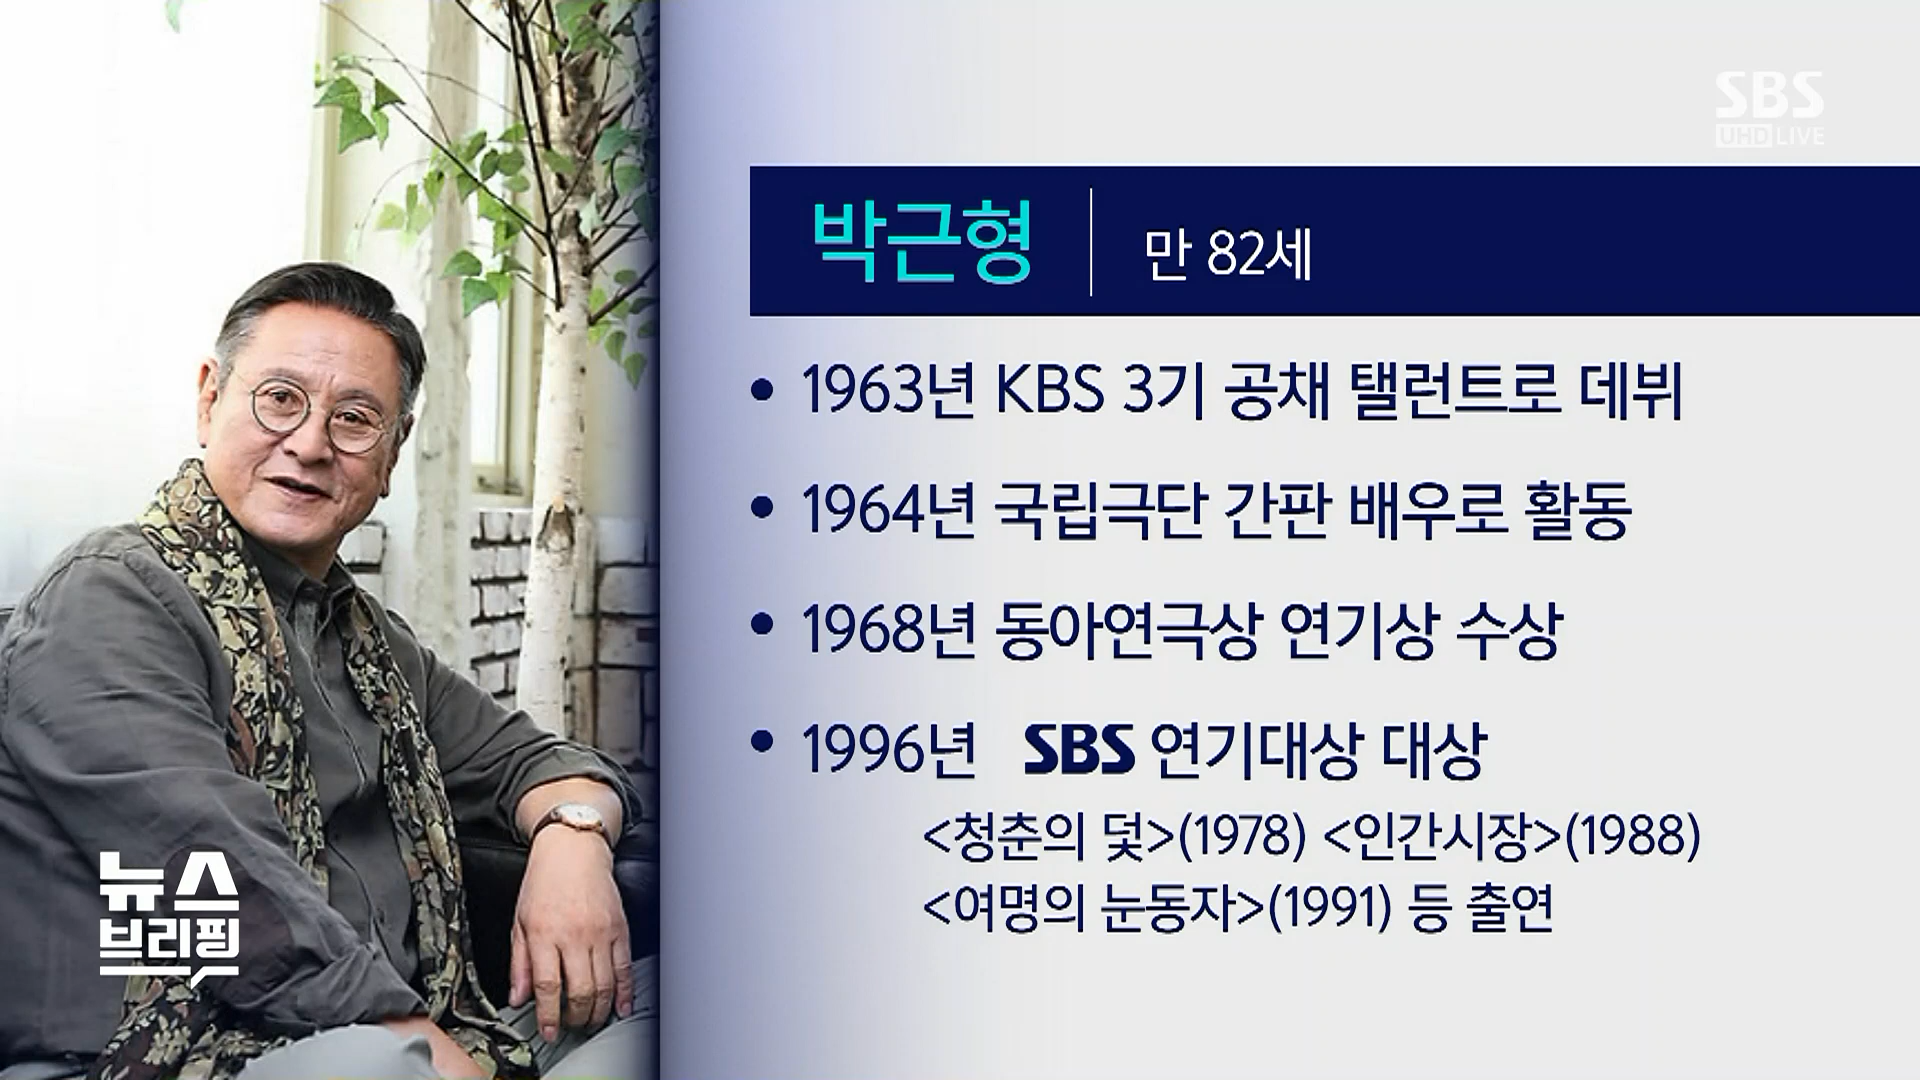 SBS
UHD LIVE
박근형 만 82세
• 1963년 KBS 3기 공채 탤런트로 데뷔
• 1964년 국립극단 간판 배우로 활동
• 1968년 동아연극상 연기상 수상
• 1996년 SBS 연기대상 대상
<청춘의 덫>(1978) <인간시장>(1988)
<여명의 눈동자>(1991) 등 출연
뉴스
브리핑